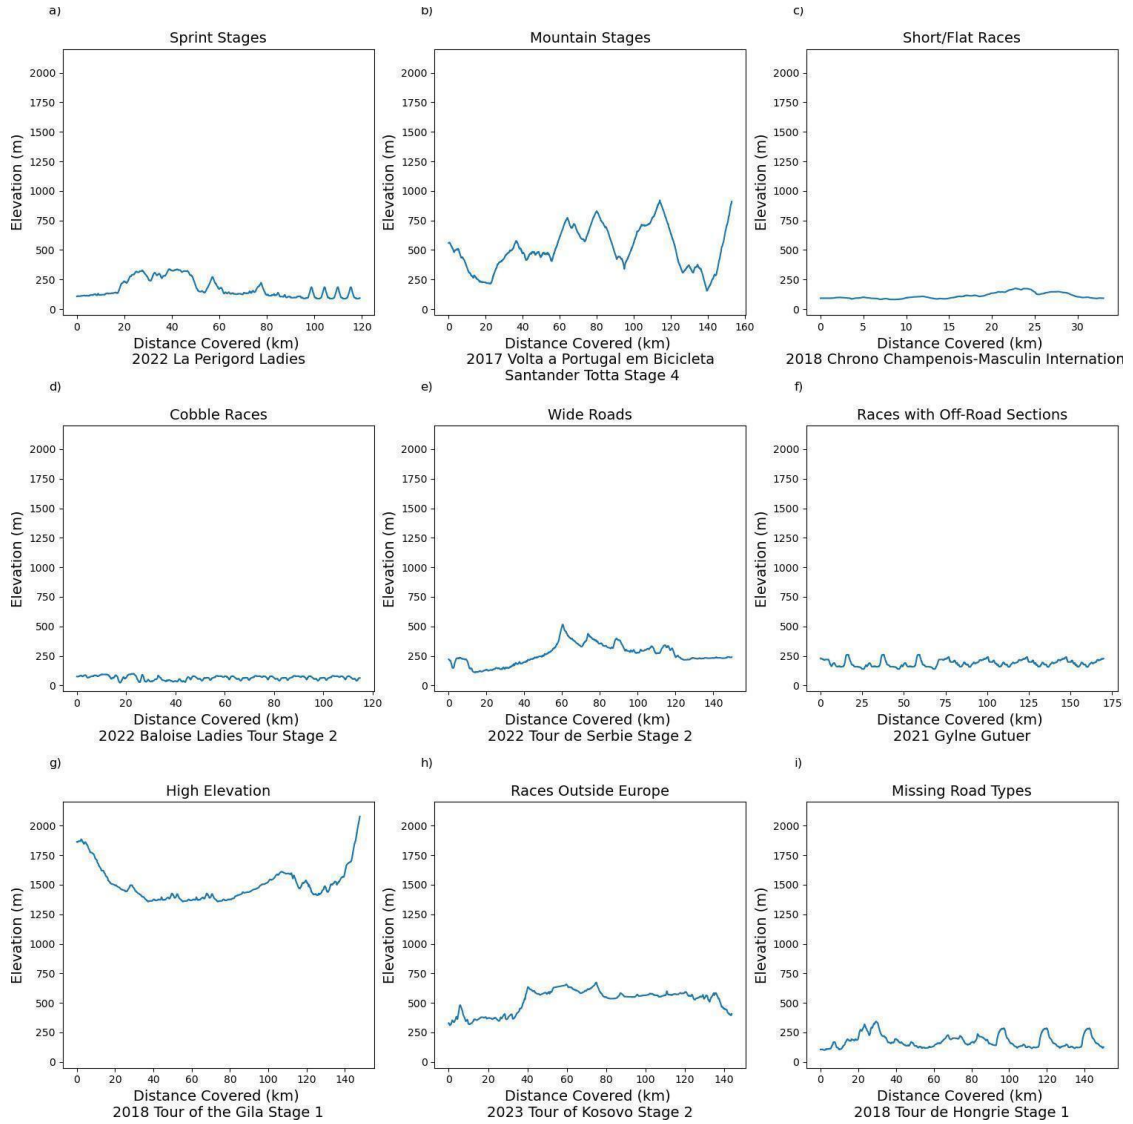 a)
b)
c)
Sprint Stages
Mountain Stages
Short/Flat Races
2000
1750
1500
1250
1000
750
500
250
0
Elevation (m)
0 20 40 60 80 100 120
Distance Covered (km)
2022 La Perigord Ladies
2000
1750
1500
1250
1000
750
500
250
0
Elevation (m)
0 20 40 60 80 100 120 140 160
Distance Covered (km)
2017 Volta a Portugal em Bicicleta
Santander Totta Stage 4
2000
1750
1500
1250
1000
750
500
250
0
Elevation (m)
0 5 10 15 20 25 30
Distance Covered (km)
2018 Chrono Champenois-Masculin Internation
d)
e)
f)
Cobble Races
Wide Roads
Races with Off-Road Sections
2000
1750
1500
1250
1000
750
500
250
0
Elevation (m)
0 20 40 60 80 100 120
Distance Covered (km)
2022 Baloise Ladies Tour Stage 2
2000
1750
1500
1250
1000
750
500
250
0
Elevation (m)
0 20 40 60 80 100 120 140
Distance Covered (km)
2022 Tour de Serbie Stage 2
2000
1750
1500
1250
1000
750
500
250
0
Elevation (m)
0 25 50 75 100 125 150 175
Distance Covered (km)
2021 Gylne Gutuer
g)
h)
i)
High Elevation
Races Outside Europe
Missing Road Types
2000
1750
1500
1250
1000
750
500
250
0
Elevation (m)
0 20 40 60 80 100 120 140
Distance Covered (km)
2018 Tour of the Gila Stage 1
2000
1750
1500
1250
1000
750
500
250
0
Elevation (m)
0 20 40 60 80 100 120 140
Distance Covered (km)
2023 Tour of Kosovo Stage 2
2000
1750
1500
1250
1000
750
500
250
0
Elevation (m)
0 20 40 60 80 100 120 140
Distance Covered (km)
2018 Tour de Hongrie Stage 1